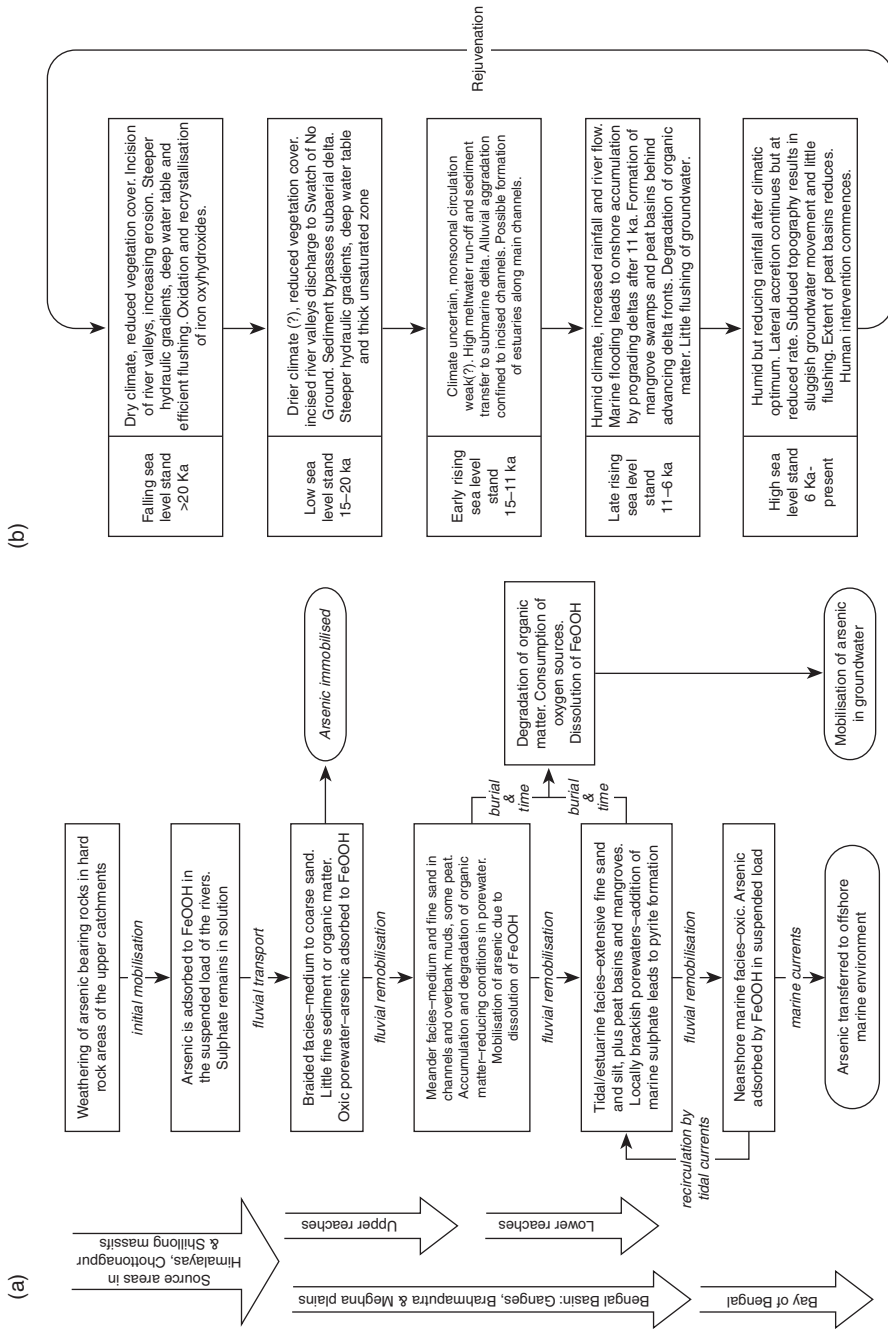 (a)
Source areas in
Himalayas, Chottonagpur
& Shillong massifs
Upper reaches
Lower reaches
Bengal Basin: Ganges, Brahmaputra & Meghna plains
Bay of Bengal
Weathering of arsenic bearing rocks in hard
rock areas of the upper catchments
initial mobilisation
Arsenic is adsorbed to FeOOH in
the suspended load of the rivers.
Sulphate remains in solution
fluvial transport
Braided facies–medium to coarse sand.
Little fine sediment or organic matter.
Oxic porewater–arsenic adsorbed to FeOOH
Arsenic immobilised
fluvial remobilisation
Meander facies–medium and fine sand in
channels and overbank muds, some peat.
Accumulation and degradation of organic
matter–reducing conditions in porewater.
Mobilisation of arsenic due to
dissolution of FeOOH
burial
&
time
fluvial remobilisation
Degradation of organic
matter. Consumption of
oxygen sources.
Dissolution of FeOOH
burial
&
time
Tidal/estuarine facies–extensive fine sand
and silt, plus peat basins and mangroves.
Locally brackish porewaters–addition of
marine sulphate leads to pyrite formation
fluvial remobilisation
recirculation by
tidal currents
Nearshore marine facies–oxic. Arsenic
adsorbed by FeOOH in suspended load
marine currents
Arsenic transferred to offshore
marine environment
Mobilisation of arsenic
in groundwater
(b)
Falling sea
level stand
>20 Ka
Dry climate, reduced vegetation cover. Incision
of river valleys, increasing erosion. Steeper
hydraulic gradients, deep water table and
efficient flushing. Oxidation and recrystallisation
of iron oxyhydroxides.
Low sea
level stand
15–20 ka
Drier climate (?), reduced vegetation cover.
incised river valleys discharge to Swatch of No
Ground. Sediment bypasses subaerial delta.
Steeper hydraulic gradients, deep water table
and thick unsaturated zone
Early rising
sea level
stand
15–11 ka
Climate uncertain, monsoonal circulation
weak(?). High meltwater run-off and sediment
transfer to submarine delta. Alluvial aggradation
confined to incised channels. Possible formation
of estuaries along main channels.
Late rising
sea level
stand
11–6 ka
Humid climate, increased rainfall and river flow.
Marine flooding leads to onshore accumulation
by prograding deltas after 11 ka. Formation of
mangrove swamps and peat basins behind
advancing delta fronts. Degradation of organic
matter. Little flushing of groundwater.
High sea
level stand
6 Ka-
present
Humid but reducing rainfall after climatic
optimum. Lateral accretion continues but at
reduced rate. Subdued topography results in
sluggish groundwater movement and little
flushing. Extent of peat basins reduces.
Human intervention commences.
Rejuvenation